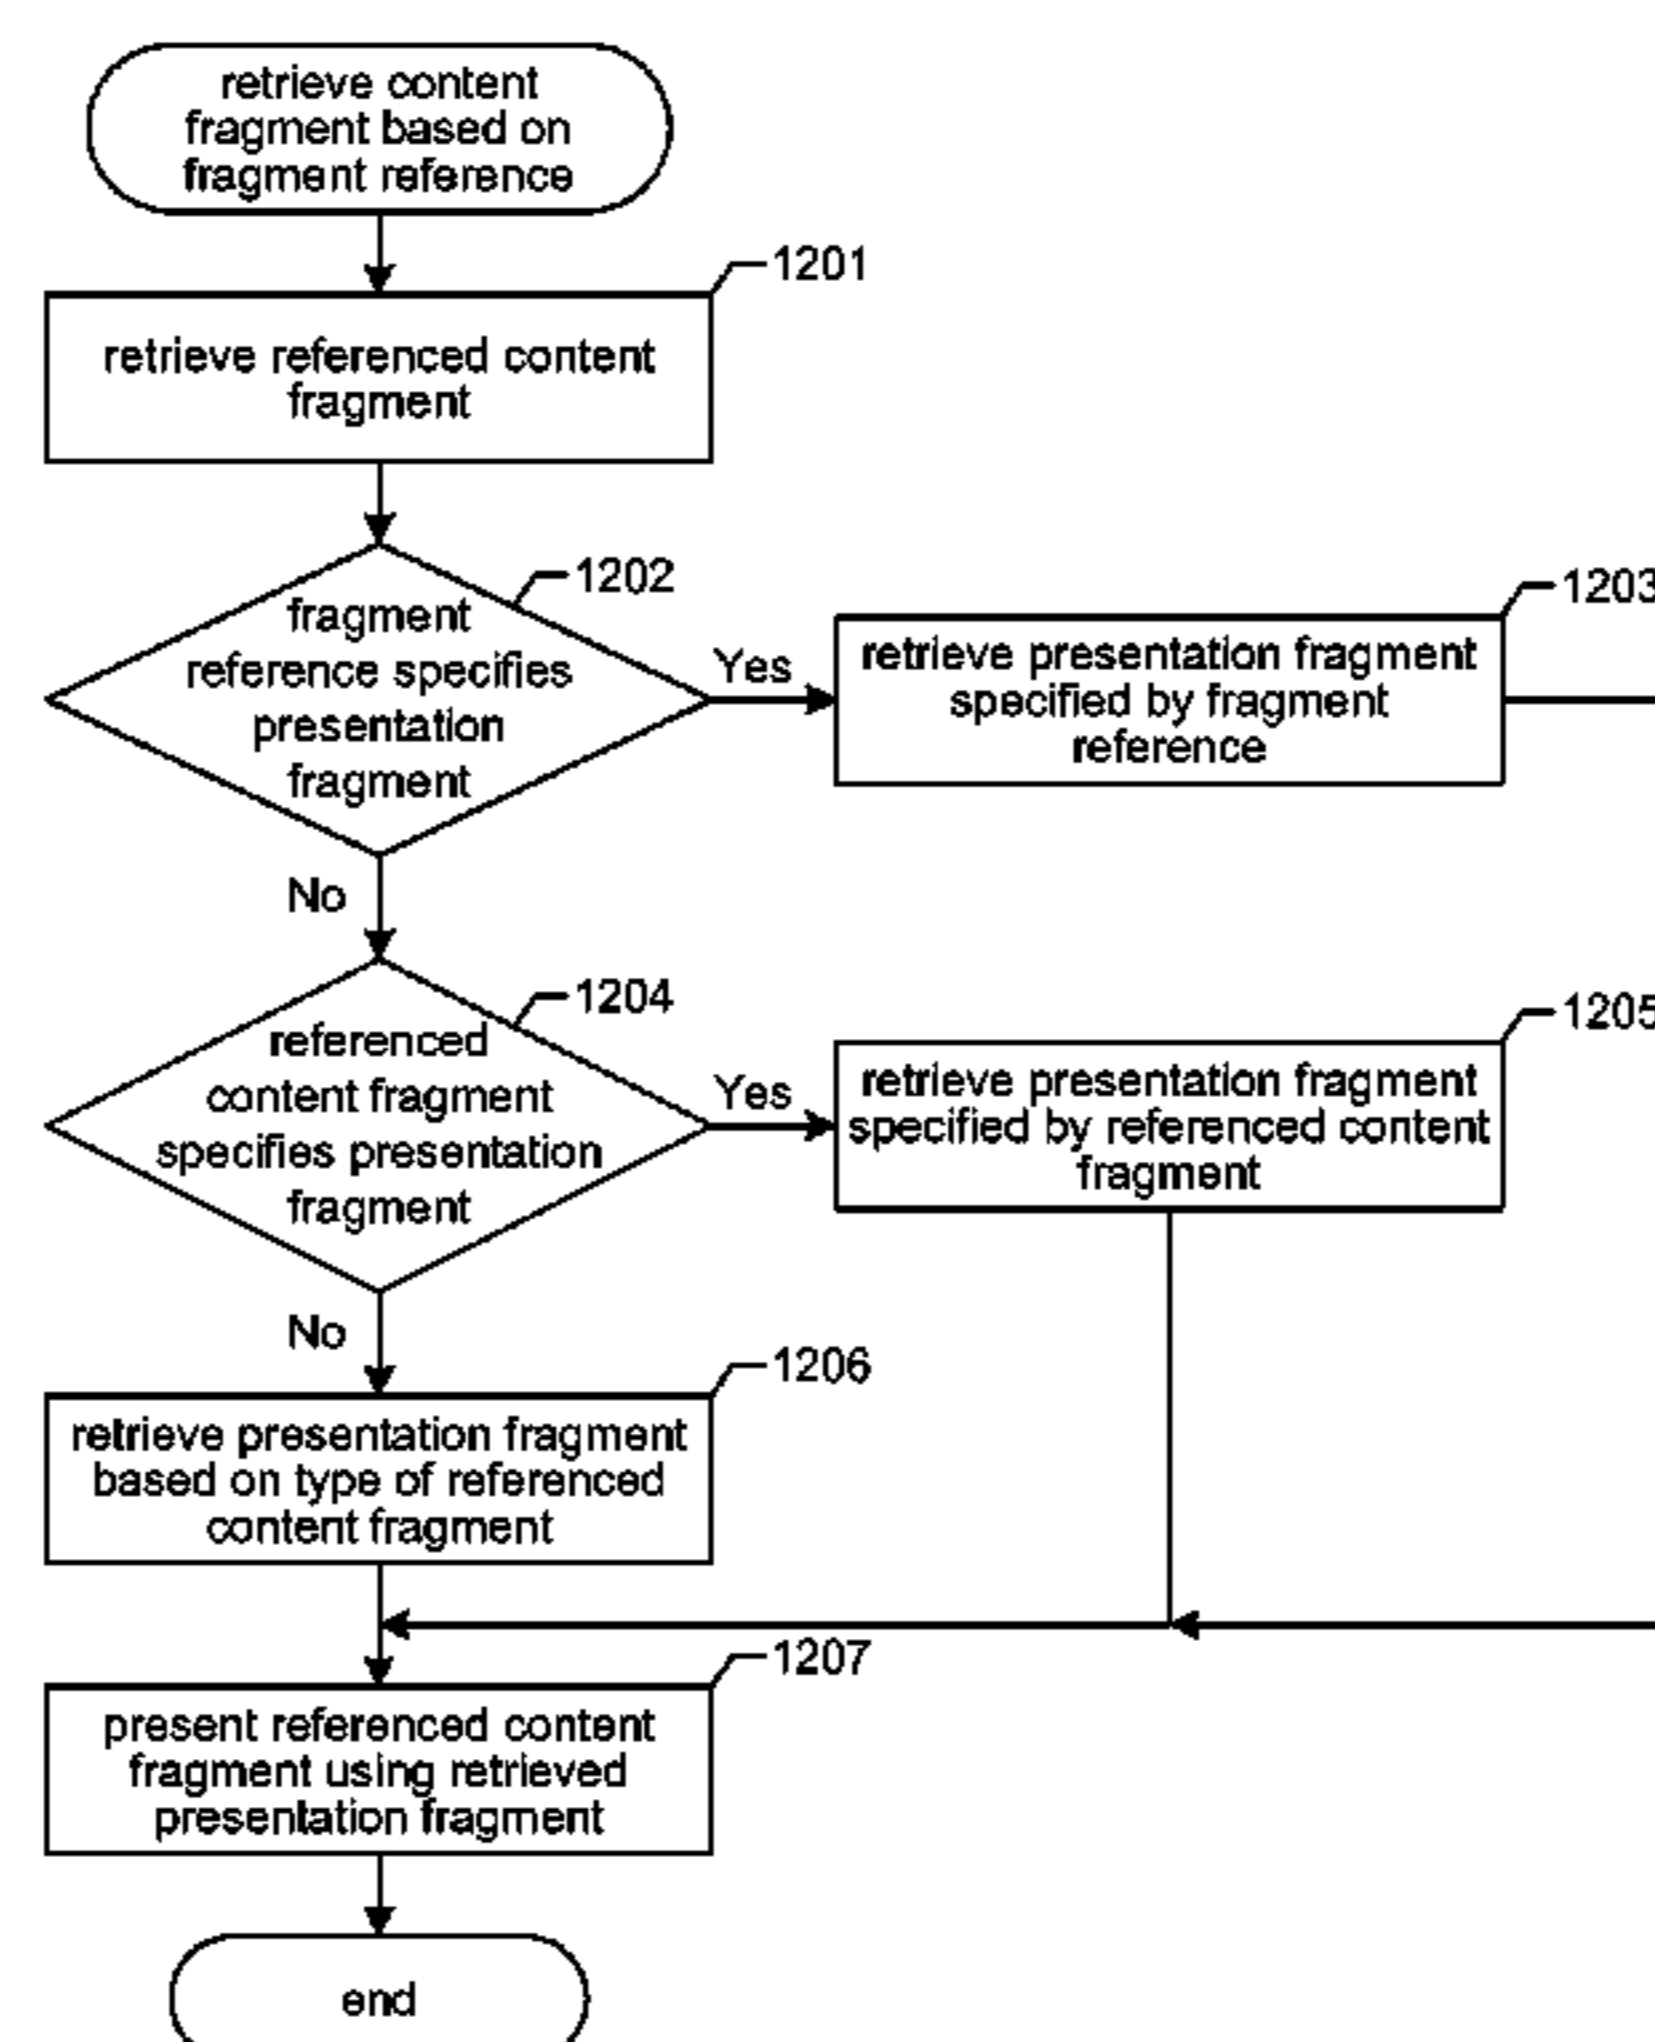 retrieve content
fragment based on
fragment reference
1201
retrieve referenced content
fragment
1202
fragment
reference specifies
presentation
fragment
Yes
1203
retrieve presentation fragment
specified by fragment
reference
No
1204
referenced
content fragment
specifies presentation
fragment
Yes
1205
retrieve presentation fragment
specified by referenced content
fragment
No
1206
retrieve presentation fragment
based on type of referenced
content fragment
1207
present referenced content
fragment using retrieved
presentation fragment
end